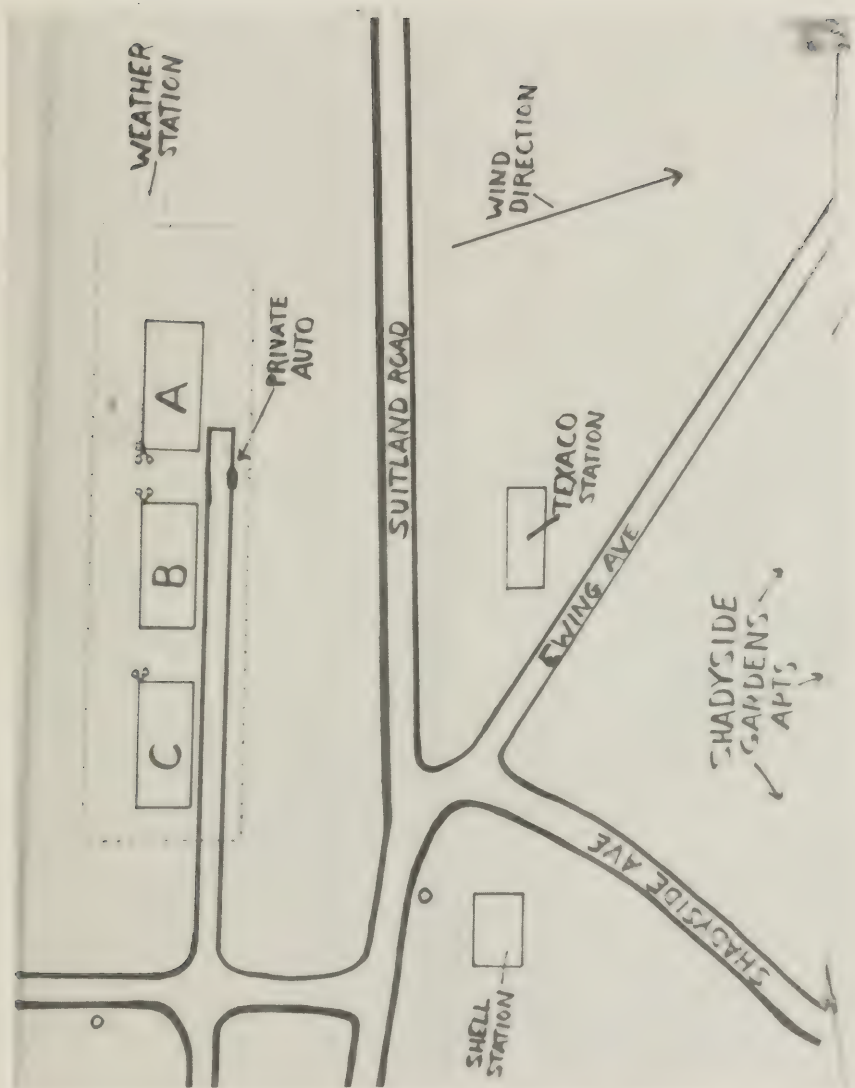 WEATHER
STATION
C
B
A
PRIVATE
AUTO
SUITLAND ROAD
SHELL
STATION
WIND
DIRECTION
TEXACO
STATION
EWING AVE
SHADYSIDE AVE
SHADYSIDE
GARDENS
APTS